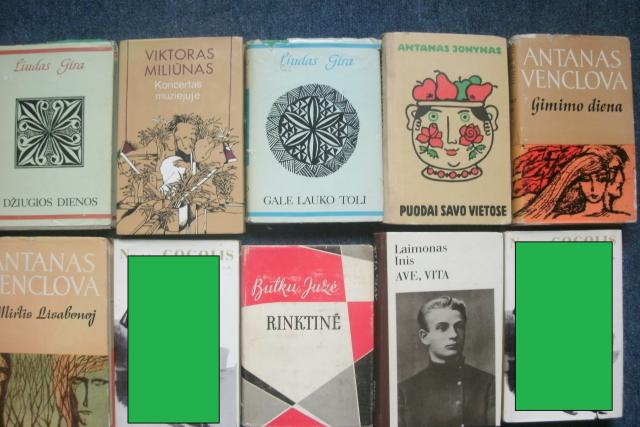 Liudas Gira
DŽIUGIOS DIENOS
VIKTORAS
MILIŪNAS
Koncertas
muziejuje
Liudas Gira
GALE LAUKO TOLI
ANTANAS JONYNAS
PUODAI SAVO VIETOSE
ANTANAS
VENCLOVA
Gimimo diena
ANTANAS
VENCLOVA
Mirtis Lisabonoj
GOGOLIS
Butkų Juzė
RINKTINĖ
Laimonas
Inis
AVE, VITA